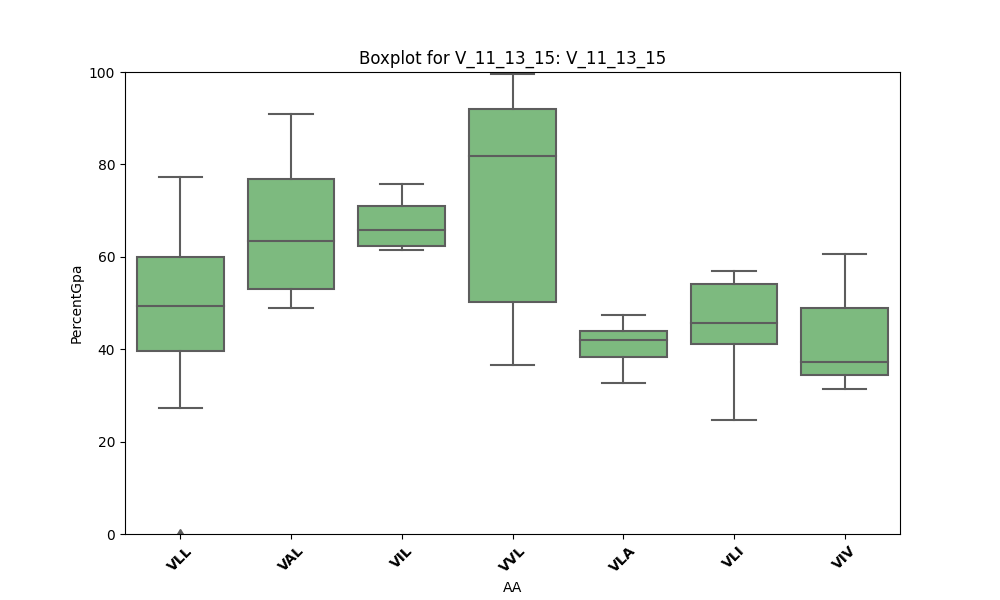 Boxplot for V_11_13_15: V_11_13_15
100
80
60
40
20
0
PercentGpa
VLL
VAL
VIL
VVL
VLA
VLI
VIV
AA